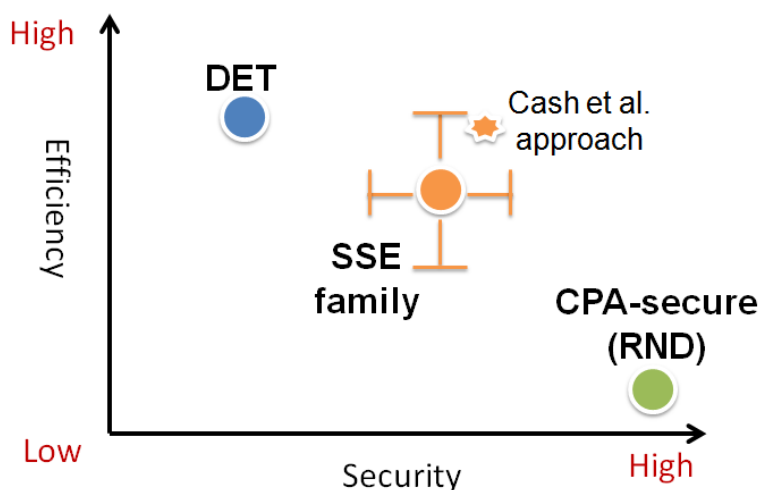 High
DET
Cash et al.
approach
Efficiency
SSE
family
CPA-secure
(RND)
Low
Security
High